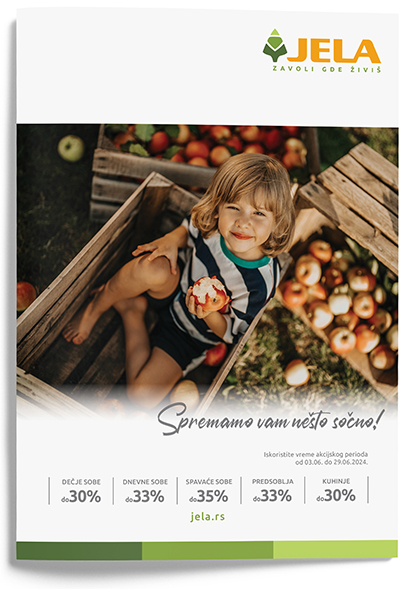 JELA
ZAVOLI GDE ŽIVIŠ
Spremamo vam nešto sočno!
Iskoristite vreme akcijskog perioda
od 03.06. do 29.06.2024.
DEČJE SOBE
do30%
DNEVNE SOBE
do33%
SPAVAĆE SOBE
do35%
PREDSOBLJA
do33%
KUHINJE
do30%
jela.rs